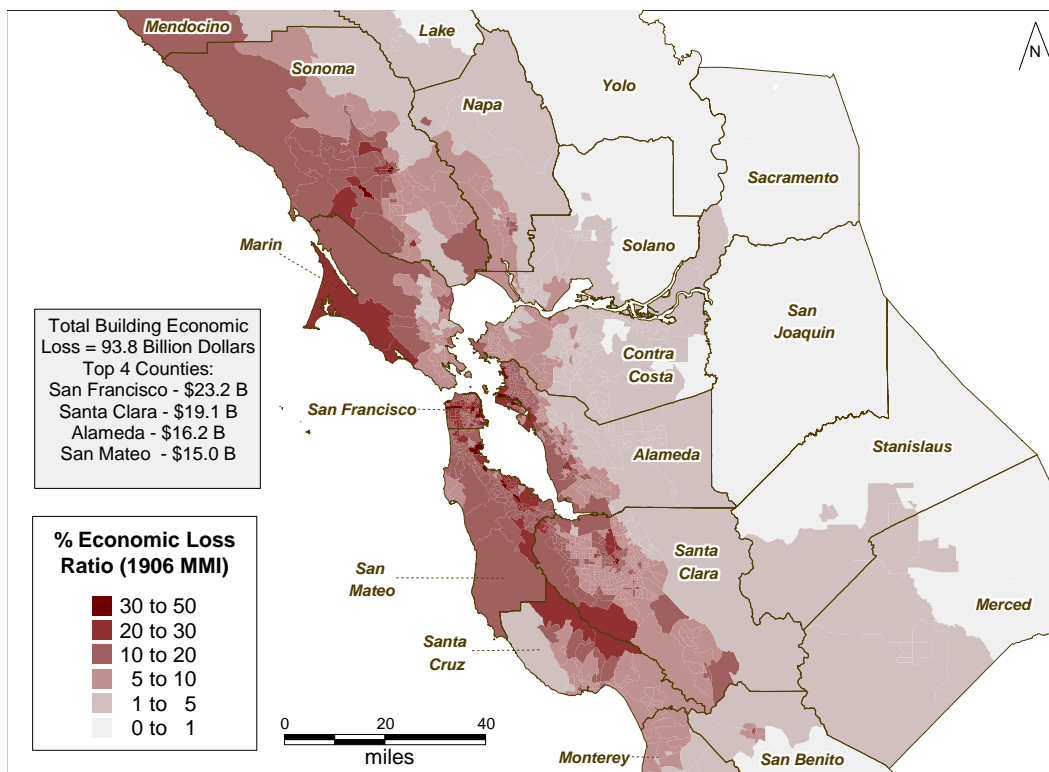 Mendocino
Lake
N
Sonoma
Yolo
Napa
Sacramento
Solano
Marin
San
Joaquin
Total Building Economic
Loss = 93.8 Billion Dollars
Top 4 Counties:
San Francisco - $23.2 B
Santa Clara - $19.1 B
Alameda - $16.2 B
San Mateo - $15.0 B
Contra
Costa
San Francisco
Stanislaus
Alameda
% Economic Loss
Ratio (1906 MMI)
30 to 50
20 to 30
10 to 20
5 to 10
1 to 5
0 to 1
Santa
Clara
San
Mateo
Merced
Santa
Cruz
0 20 40
miles
Monterey
San Benito